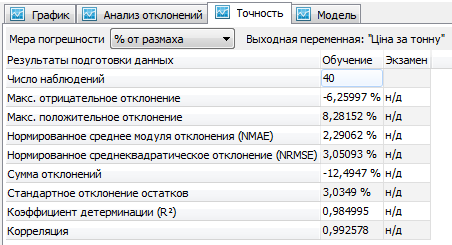 График Анализ отклонений Точность Модель
Мера погрешности % от размаха Выходная переменная: "Ціна за тонну"
Результаты подготовки данных Обучение Экзамен
Число наблюдений 40
Макс. отрицательное отклонение -6,25997 % н/д
Макс. положительное отклонение 8,28152 % н/д
Нормированное среднее модуля отклонения (NMAE) 2,29062 % н/д
Нормированное среднеквадратическое отклонение (NRMSE) 3,05093 % н/д
Сумма отклонений -12,4947 % н/д
Стандартное отклонение остатков 3,0349 % н/д
Коэффициент детерминации (R²) 0,984995 н/д
Корреляция 0,992578 н/д